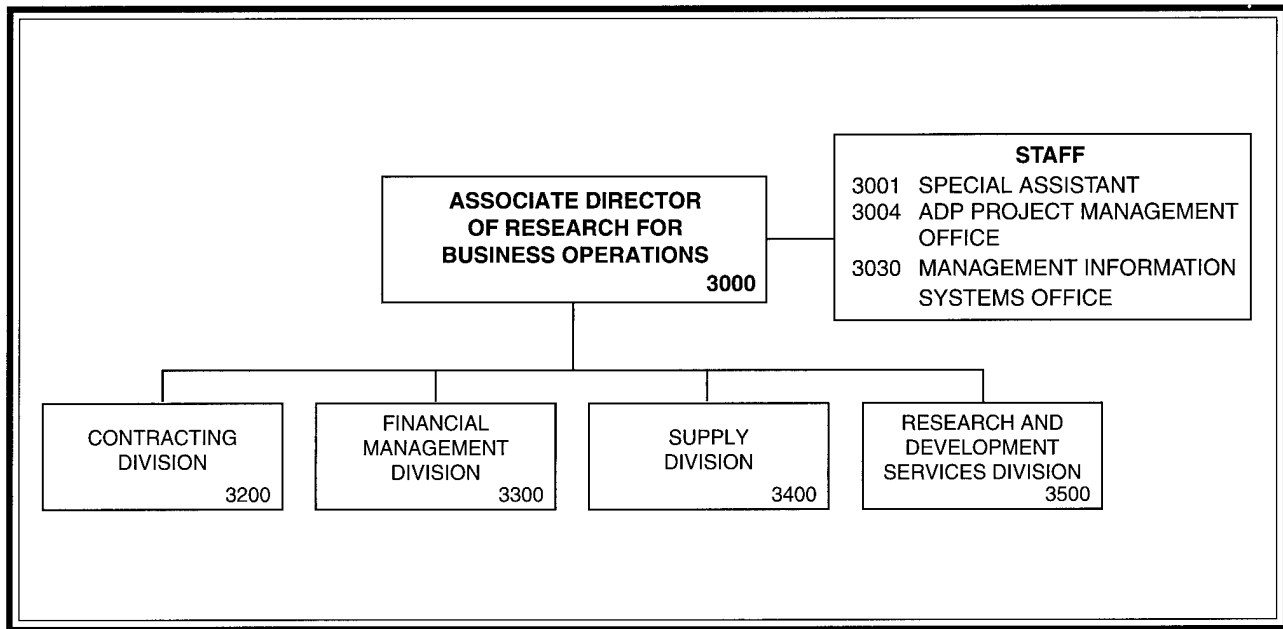 ASSOCIATE DIRECTOR
OF RESEARCH FOR
BUSINESS OPERATIONS
3000
STAFF
3001 SPECIAL ASSISTANT
3004 ADP PROJECT MANAGEMENT
OFFICE
3030 MANAGEMENT INFORMATION
SYSTEMS OFFICE
CONTRACTING
DIVISION
3200
FINANCIAL
MANAGEMENT
DIVISION
3300
SUPPLY
DIVISION
3400
RESEARCH AND
DEVELOPMENT
SERVICES DIVISION
3500